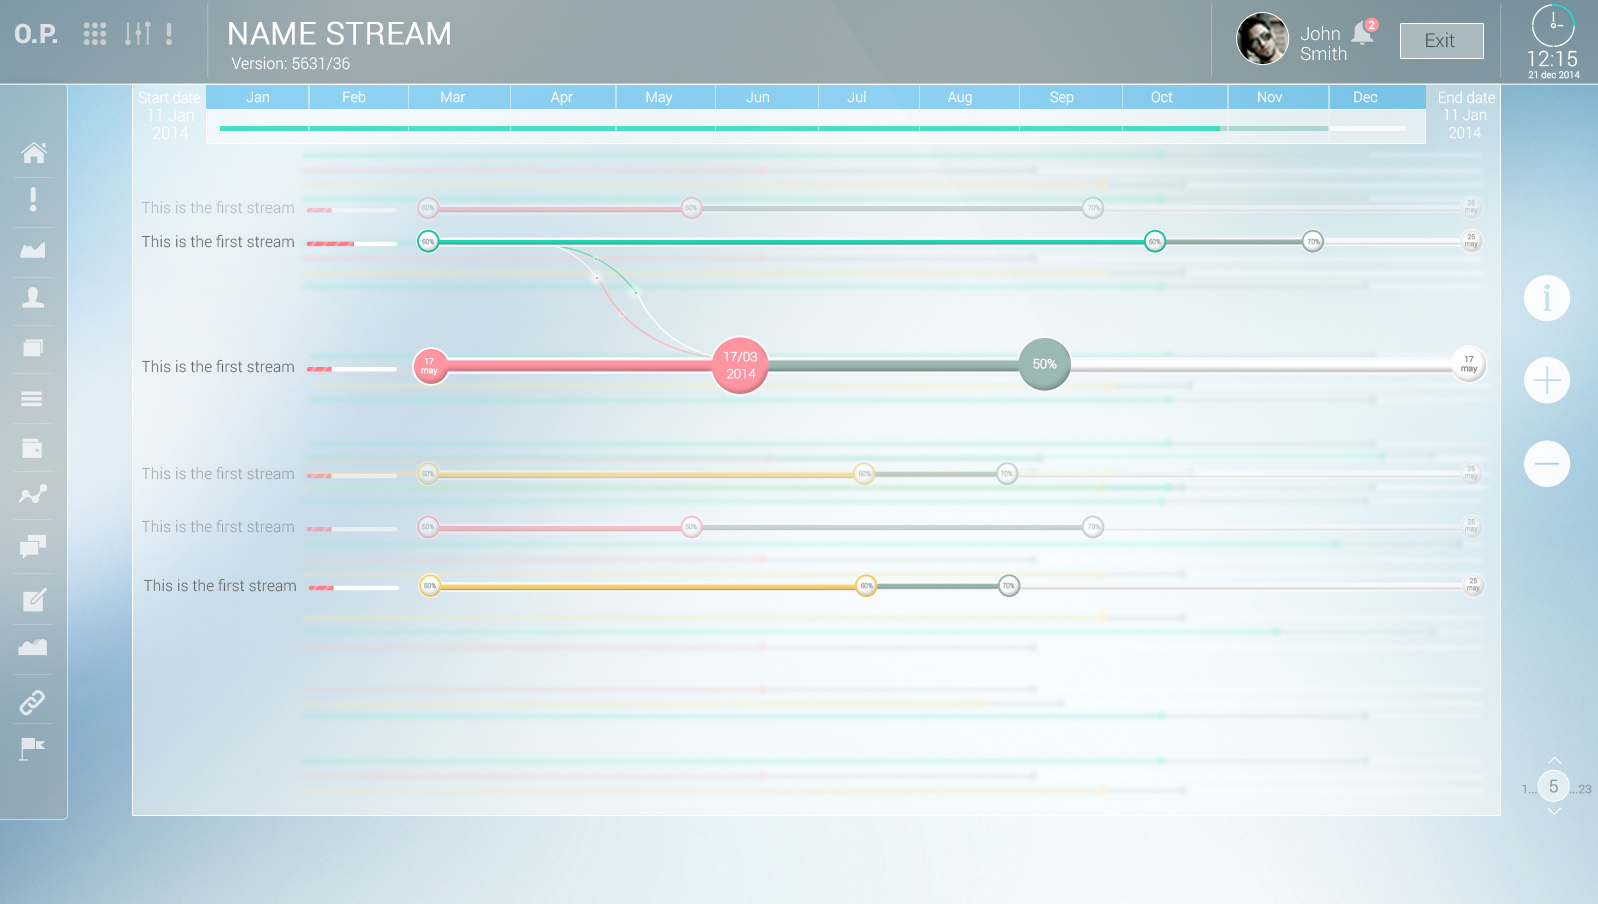 O.P.
NAME STREAM
Version: 5631/36
John
Smith
2
Exit
12:15
21 dec 2014
Start date
11 Jan
2014
Jan Feb Mar Apr May Jun Jul Aug Sep Oct Nov Dec
End date
11 Jan
2014
This is the first stream
60%
50%
70%
25
may
This is the first stream
60%
60%
70%
25
may
This is the first stream
17
may
17/03
2014
50%
17
may
This is the first stream
60%
60%
70%
25
may
This is the first stream
60%
50%
70%
25
may
This is the first stream
60%
60%
70%
25
may
i
1... 5 ...23